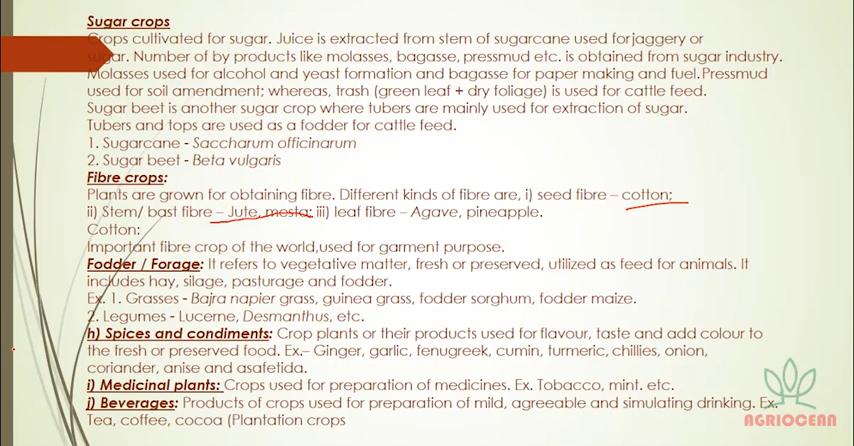 Sugar crops
Crops cultivated for sugar. Juice is extracted from stem of sugarcane used forjaggery or
sugar. Number of by products like molasses, bagasse, pressmud etc. is obtained from sugar industry.
Molasses used for alcohol and yeast formation and bagasse for paper making and fuel. Pressmud
used for soil amendment; whereas, trash (green leaf + dry foliage) is used for cattle feed.
Sugar beet is another sugar crop where tubers are mainly used for extraction of sugar.
Tubers and tops are used as a fodder for cattle feed.
1. Sugarcane - Saccharum officinarum
2. Sugar beet - Beta vulgaris
Fibre crops:
Plants are grown for obtaining fibre. Different kinds of fibre are, i) seed fibre – cotton;
ii) Stem/ bast fibre – Jute, mesta; iii) leaf fibre – Agave, pineapple.
Cotton:
Important fibre crop of the world,used for garment purpose.
Fodder / Forage: It refers to vegetative matter, fresh or preserved, utilized as feed for animals. It
includes hay, silage, pasturage and fodder.
Ex. 1. Grasses - Bajra napier grass, guinea grass, fodder sorghum, fodder maize.
2. Legumes - Lucerne, Desmanthus, etc.
h) Spices and condiments: Crop plants or their products used for flavour, taste and add colour to
the fresh or preserved food. Ex.– Ginger, garlic, fenugreek, cumin, turmeric, chillies, onion,
coriander, anise and asafetida.
i) Medicinal plants: Crops used for preparation of medicines. Ex. Tobacco, mint. etc.
j) Beverages: Products of crops used for preparation of mild, agreeable and simulating drinking. Ex.
Tea, coffee, cocoa (Plantation crops
AGRIOCEAN